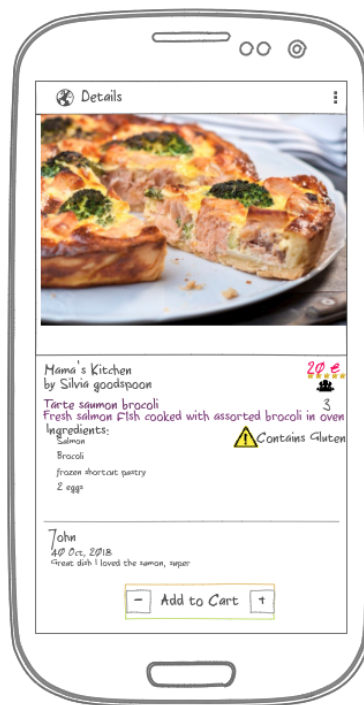 Details
Mama's Kitchen
20 €
by Silvia goodspoon
Tarte saumon brocoli
3
Fresh salmon FIsh cooked with assorted brocoli in oven
Ingredients:
Contains Gluten
Salmon
Brocoli
frozen shortcut pastry
2 eggs
John
40 Oct, 2018
Great dish I loved the samon, super
- Add to Cart +